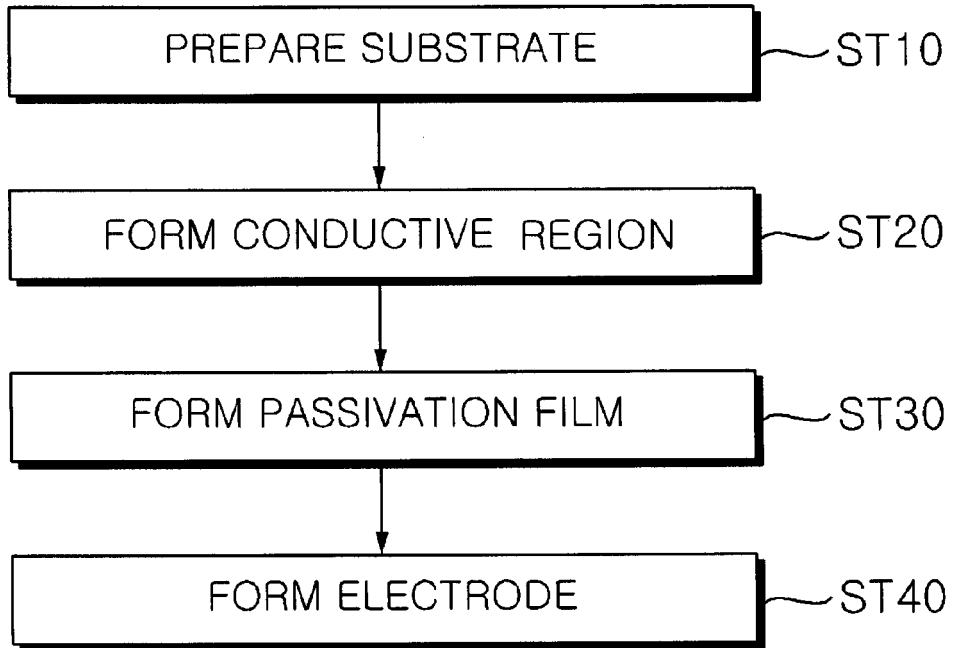 PREPARE SUBSTRATE ST10
FORM CONDUCTIVE REGION ST20
FORM PASSIVATION FILM ST30
FORM ELECTRODE ST40